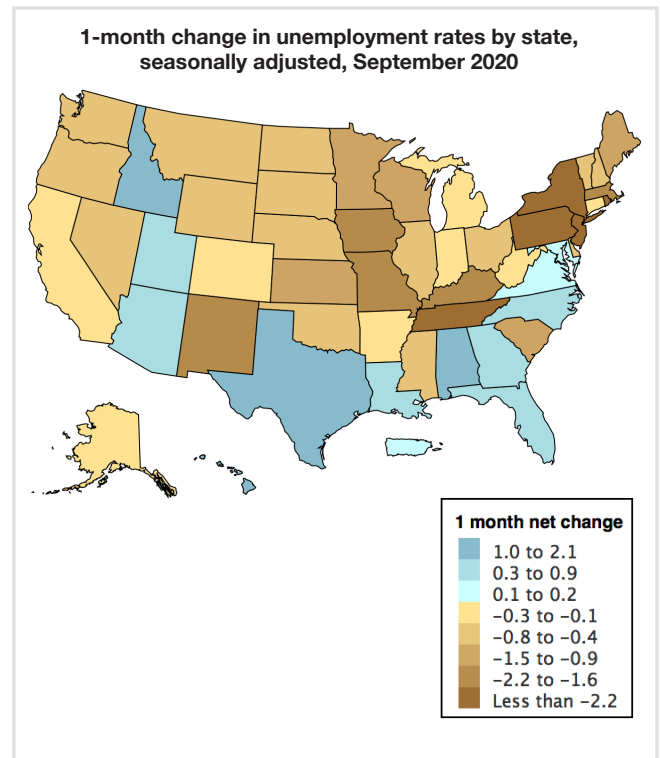 1-month change in unemployment rates by state,
seasonally adjusted, September 2020
1 month net change
1.0 to 2.1
0.3 to 0.9
0.1 to 0.2
−0.3 to −0.1
−0.8 to −0.4
−1.5 to −0.9
−2.2 to −1.6
Less than −2.2